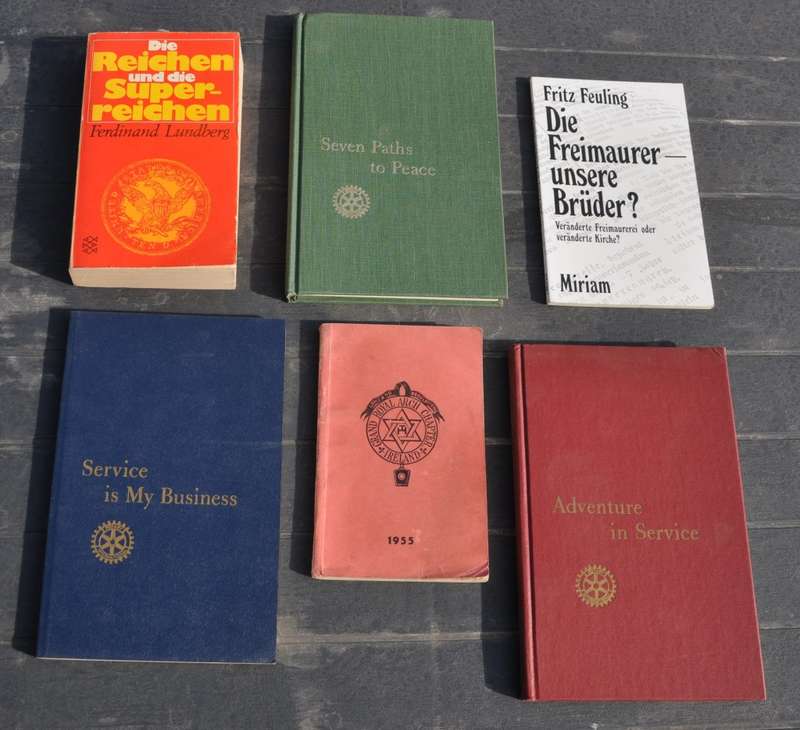 Die
Reichen
und die
Super-
reichen
Ferdinand Lundberg
Seven Paths
to Peace
Fritz Feuling
Die
Freimaurer—
unsere
Brüder?
Veränderte Freimaurerei oder
veränderte Kirche?
Miriam
Service
is My Business
GRAND ROYAL ARCH CHAPTER
IRELAND
1955
Adventure
in Service